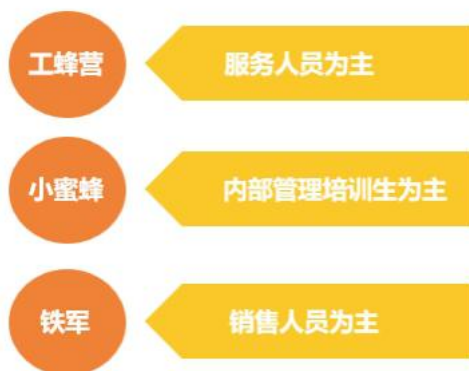 工蜂营
服务人员为主
小蜜蜂
内部管理培训生为主
铁军
销售人员为主